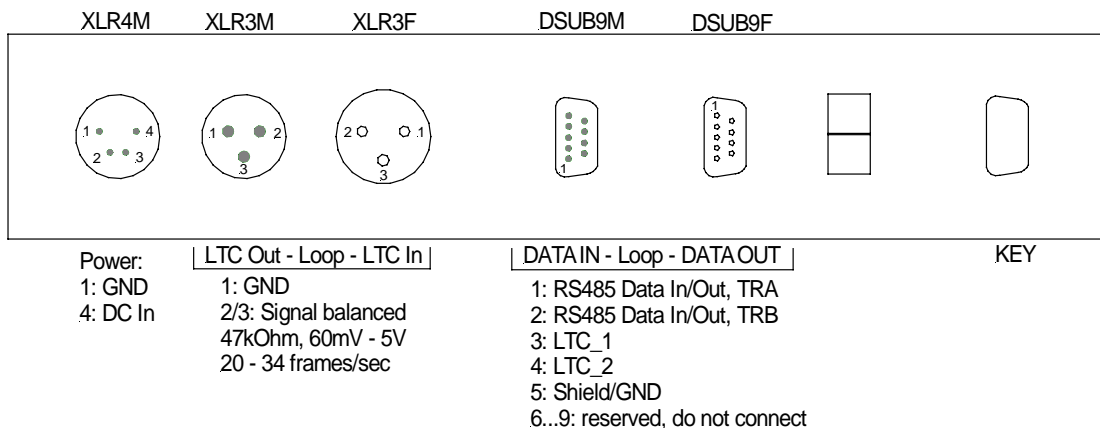 XLR4M XLR3M XLR3F DSUB9M DSUB9F
1 4
2 3
1 2
3
2 1
3
1
1
Power:
1: GND
4: DC In
LTC Out - Loop - LTC In
1: GND
2/3: Signal balanced
47kOhm, 60mV - 5V
20 - 34 frames/sec
DATA IN - Loop - DATA OUT
1: RS485 Data In/Out, TRA
2: RS485 Data In/Out, TRB
3: LTC_1
4: LTC_2
5: Shield/GND
6...9: reserved, do not connect
KEY